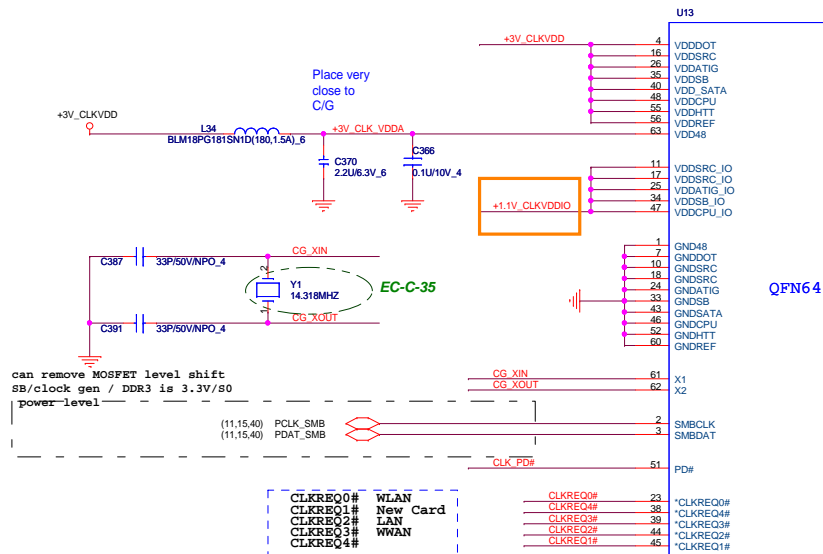 U13
+3V_CLKVDD
4 VDDDOT
16 VDDSRC
26 VDDATIG
35 VDDSB
40 VDD_SATA
48 VDDCPU
55 VDDHTT
56 VDDREF
63 VDD48
Place very
close to
C/G
+3V_CLKVDD
L34
BLM18PG181SN1D(180,1.5A)_6
+3V_CLK_VDDA
C370
2.2U/6.3V_6
C366
0.1U/10V_4
11 VDDSRC_IO
17 VDDSRC_IO
25 VDDATIG_IO
34 VDDSB_IO
47 VDDCPU_IO
+1.1V_CLKVDDIO
1 GND48
7 GNDDOT
10 GNDSRC
18 GNDSRC
24 GNDATIG
33 GNDSB
43 GNDSATA
46 GNDCPU
52 GNDHTT
60 GNDREF
QFN64
C387
33P/50V/NPO_4
CG_XIN
2
Y1
14.318MHZ
1
EC-C-35
C391
33P/50V/NPO_4
CG_XOUT
CG_XIN 61 X1
CG_XOUT 62 X2
can remove MOSFET level shift
SB/clock gen / DDR3 is 3.3V/S0
power level
(11,15,40) PCLK_SMB 2 SMBCLK
(11,15,40) PDAT_SMB 3 SMBDAT
CLK_PD# 51 PD#
CLKREQ0# WLAN
CLKREQ1# New Card
CLKREQ2# LAN
CLKREQ3# WWAN
CLKREQ4#
CLKREQ0# 23 *CLKREQ0#
CLKREQ4# 38 *CLKREQ4#
CLKREQ3# 39 *CLKREQ3#
CLKREQ2# 44 *CLKREQ2#
CLKREQ1# 45 *CLKREQ1#